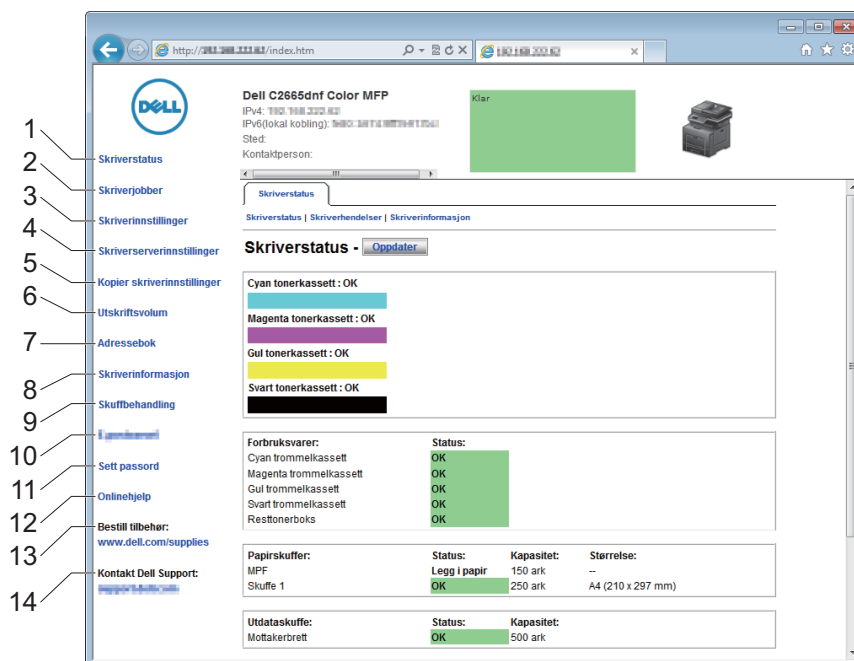 http:// /index.htm
DELL
Dell C2665dnf Color MFP
IPv4:
IPv6(lokal kobling):
Sted:
Kontaktperson:
Klar
1
2
3
4
5
6
7
8
9
10
11
12
13
14
Skriverstatus
Skriverjobber
Skriverinnstillinger
Skriverserverinnstillinger
Kopier skriverinnstillinger
Utskriftsvolum
Adressebok
Skriverinformasjon
Skuffbehandling
Sett passord
Onlinehjelp
Bestill tilbehør:
www.dell.com/supplies
Kontakt Dell Support:
Skriverstatus
Skriverstatus | Skriverhendelser | Skriverinformasjon
Skriverstatus - Oppdater
Cyan tonerkassett : OK
Magenta tonerkassett : OK
Gul tonerkassett : OK
Svart tonerkassett : OK
Forbruksvarer: Status:
Cyan trommelkassett OK
Magenta trommelkassett OK
Gul trommelkassett OK
Svart trommelkassett OK
Resttonerboks OK
Papirskuffer: Status: Kapasitet: Størrelse:
MPF Legg i papir 150 ark --
Skuffe 1 OK 250 ark A4 (210 x 297 mm)
Utdataskuffe: Status: Kapasitet:
Mottakerbrett OK 500 ark